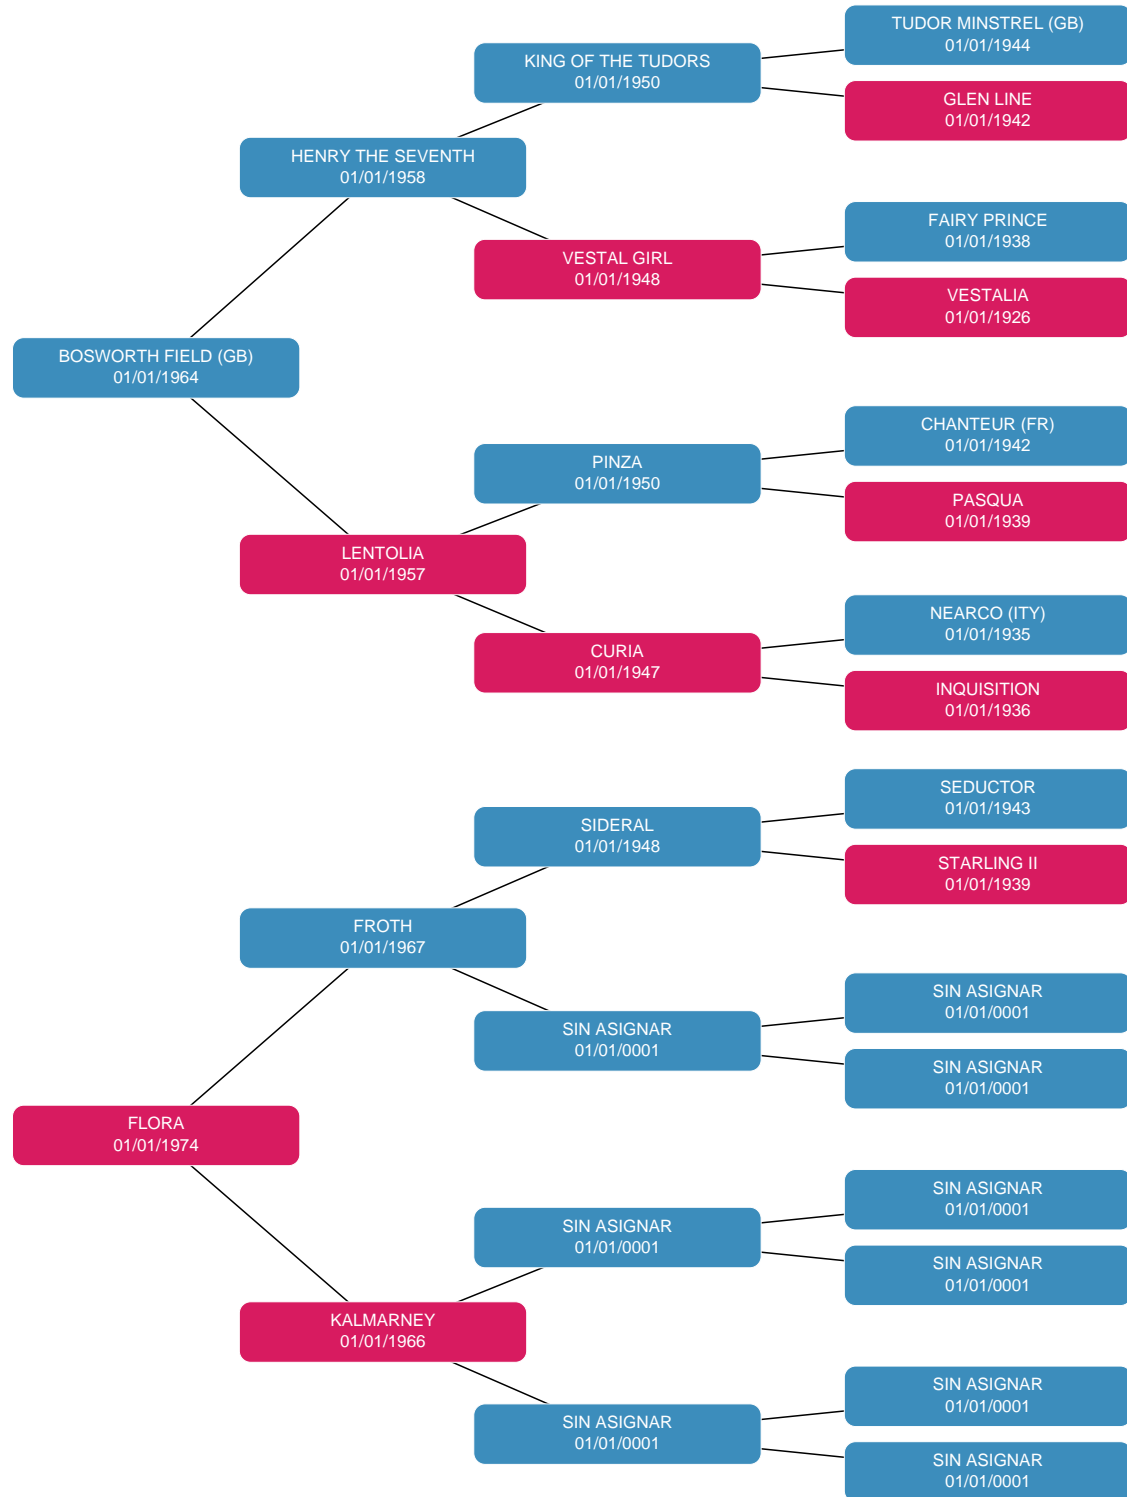 TUDOR MINSTREL (GB)
01/01/1944
KING OF THE TUDORS
01/01/1950
GLEN LINE
01/01/1942
HENRY THE SEVENTH
01/01/1958
FAIRY PRINCE
01/01/1938
VESTAL GIRL
01/01/1948
VESTALIA
01/01/1926
BOSWORTH FIELD (GB)
01/01/1964
CHANTEUR (FR)
01/01/1942
PINZA
01/01/1950
PASQUA
01/01/1939
LENTOLIA
01/01/1957
NEARCO (ITY)
01/01/1935
CURIA
01/01/1947
INQUISITION
01/01/1936
SEDUCTOR
01/01/1943
SIDERAL
01/01/1948
STARLING II
01/01/1939
FROTH
01/01/1967
SIN ASIGNAR
01/01/0001
SIN ASIGNAR
01/01/0001
SIN ASIGNAR
01/01/0001
FLORA
01/01/1974
SIN ASIGNAR
01/01/0001
SIN ASIGNAR
01/01/0001
SIN ASIGNAR
01/01/0001
KALMARNEY
01/01/1966
SIN ASIGNAR
01/01/0001
SIN ASIGNAR
01/01/0001
SIN ASIGNAR
01/01/0001